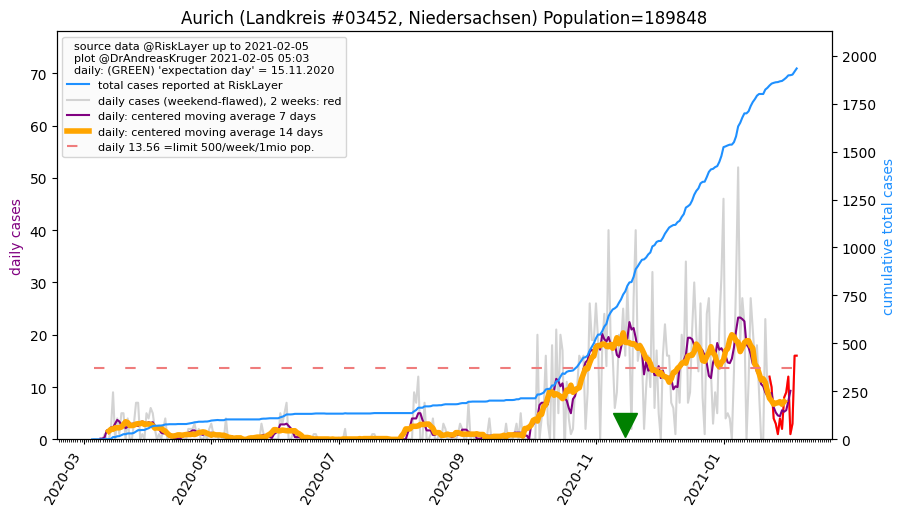 Aurich (Landkreis #03452, Niedersachsen) Population=189848
source data @RiskLayer up to 2021-02-05
plot @DrAndreasKruger 2021-02-05 05:03
daily: (GREEN) 'expectation day' = 15.11.2020
total cases reported at RiskLayer
daily cases (weekend-flawed), 2 weeks: red
daily: centered moving average 7 days
daily: centered moving average 14 days
daily 13.56 =limit 500/week/1mio pop.
daily cases
70
60
50
40
30
20
10
0
cumulative total cases
2000
1750
1500
1250
1000
750
500
250
0
2020-03
2020-05
2020-07
2020-09
2020-11
2021-01